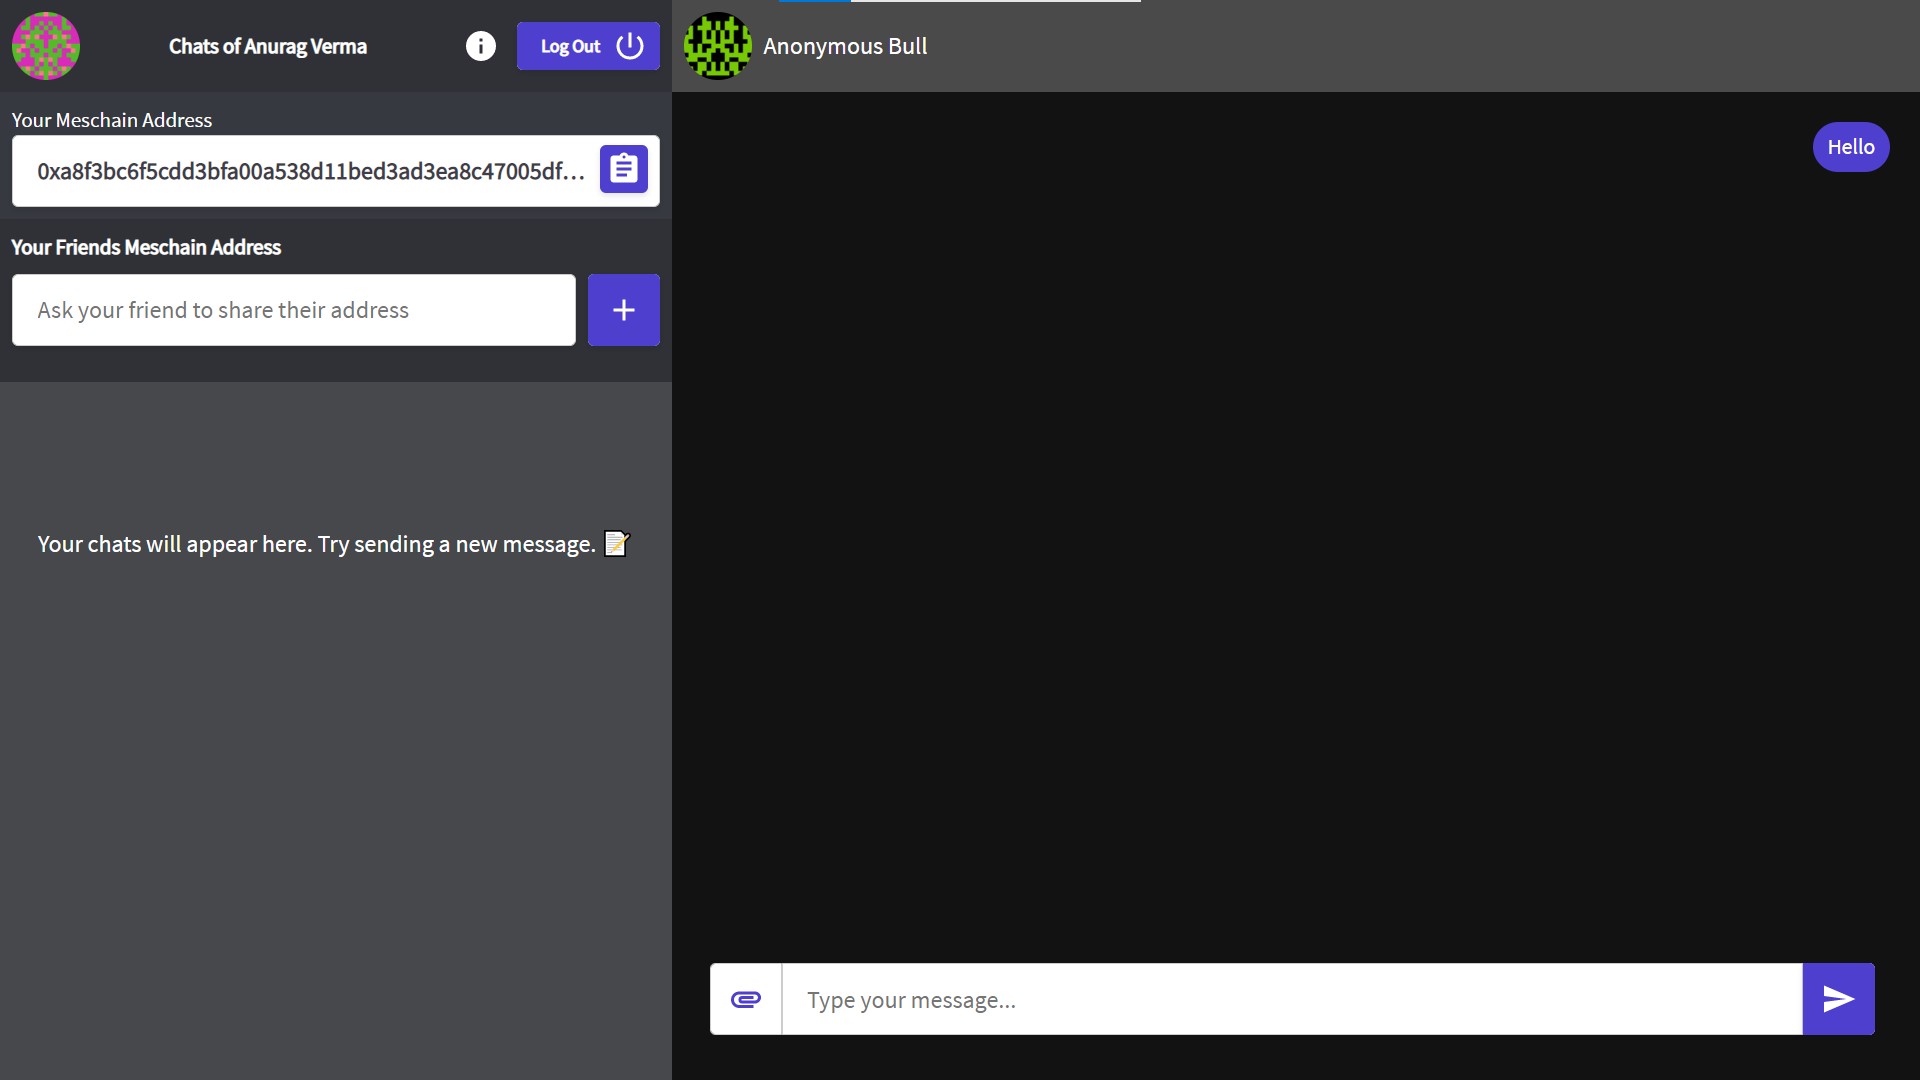 Chats of Anurag Verma
Log Out
Anonymous Bull
Your Meschain Address
0xa8f3bc6f5cdd3bfa00a538d11bed3ad3ea8c47005df...
Your Friends Meschain Address
Ask your friend to share their address
Your chats will appear here. Try sending a new message. 📝
Hello
Type your message...